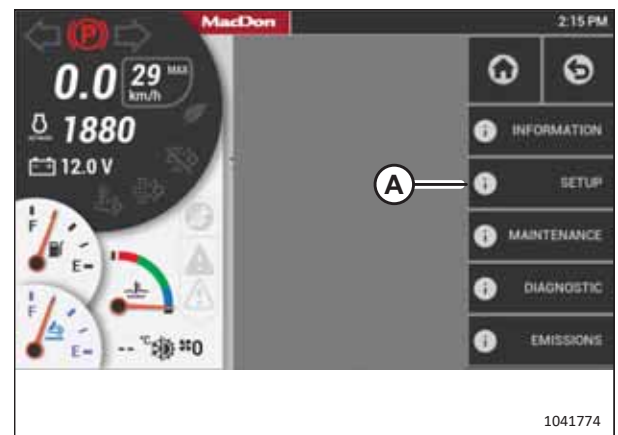 MacDon
2:15 PM
P
0.0 29 MAX
km/h
1880
12.0 V
INFORMATION
A
SETUP
MAINTENANCE
DIAGNOSTIC
EMISSIONS
F
E
F
E
-- °C 0
1041774